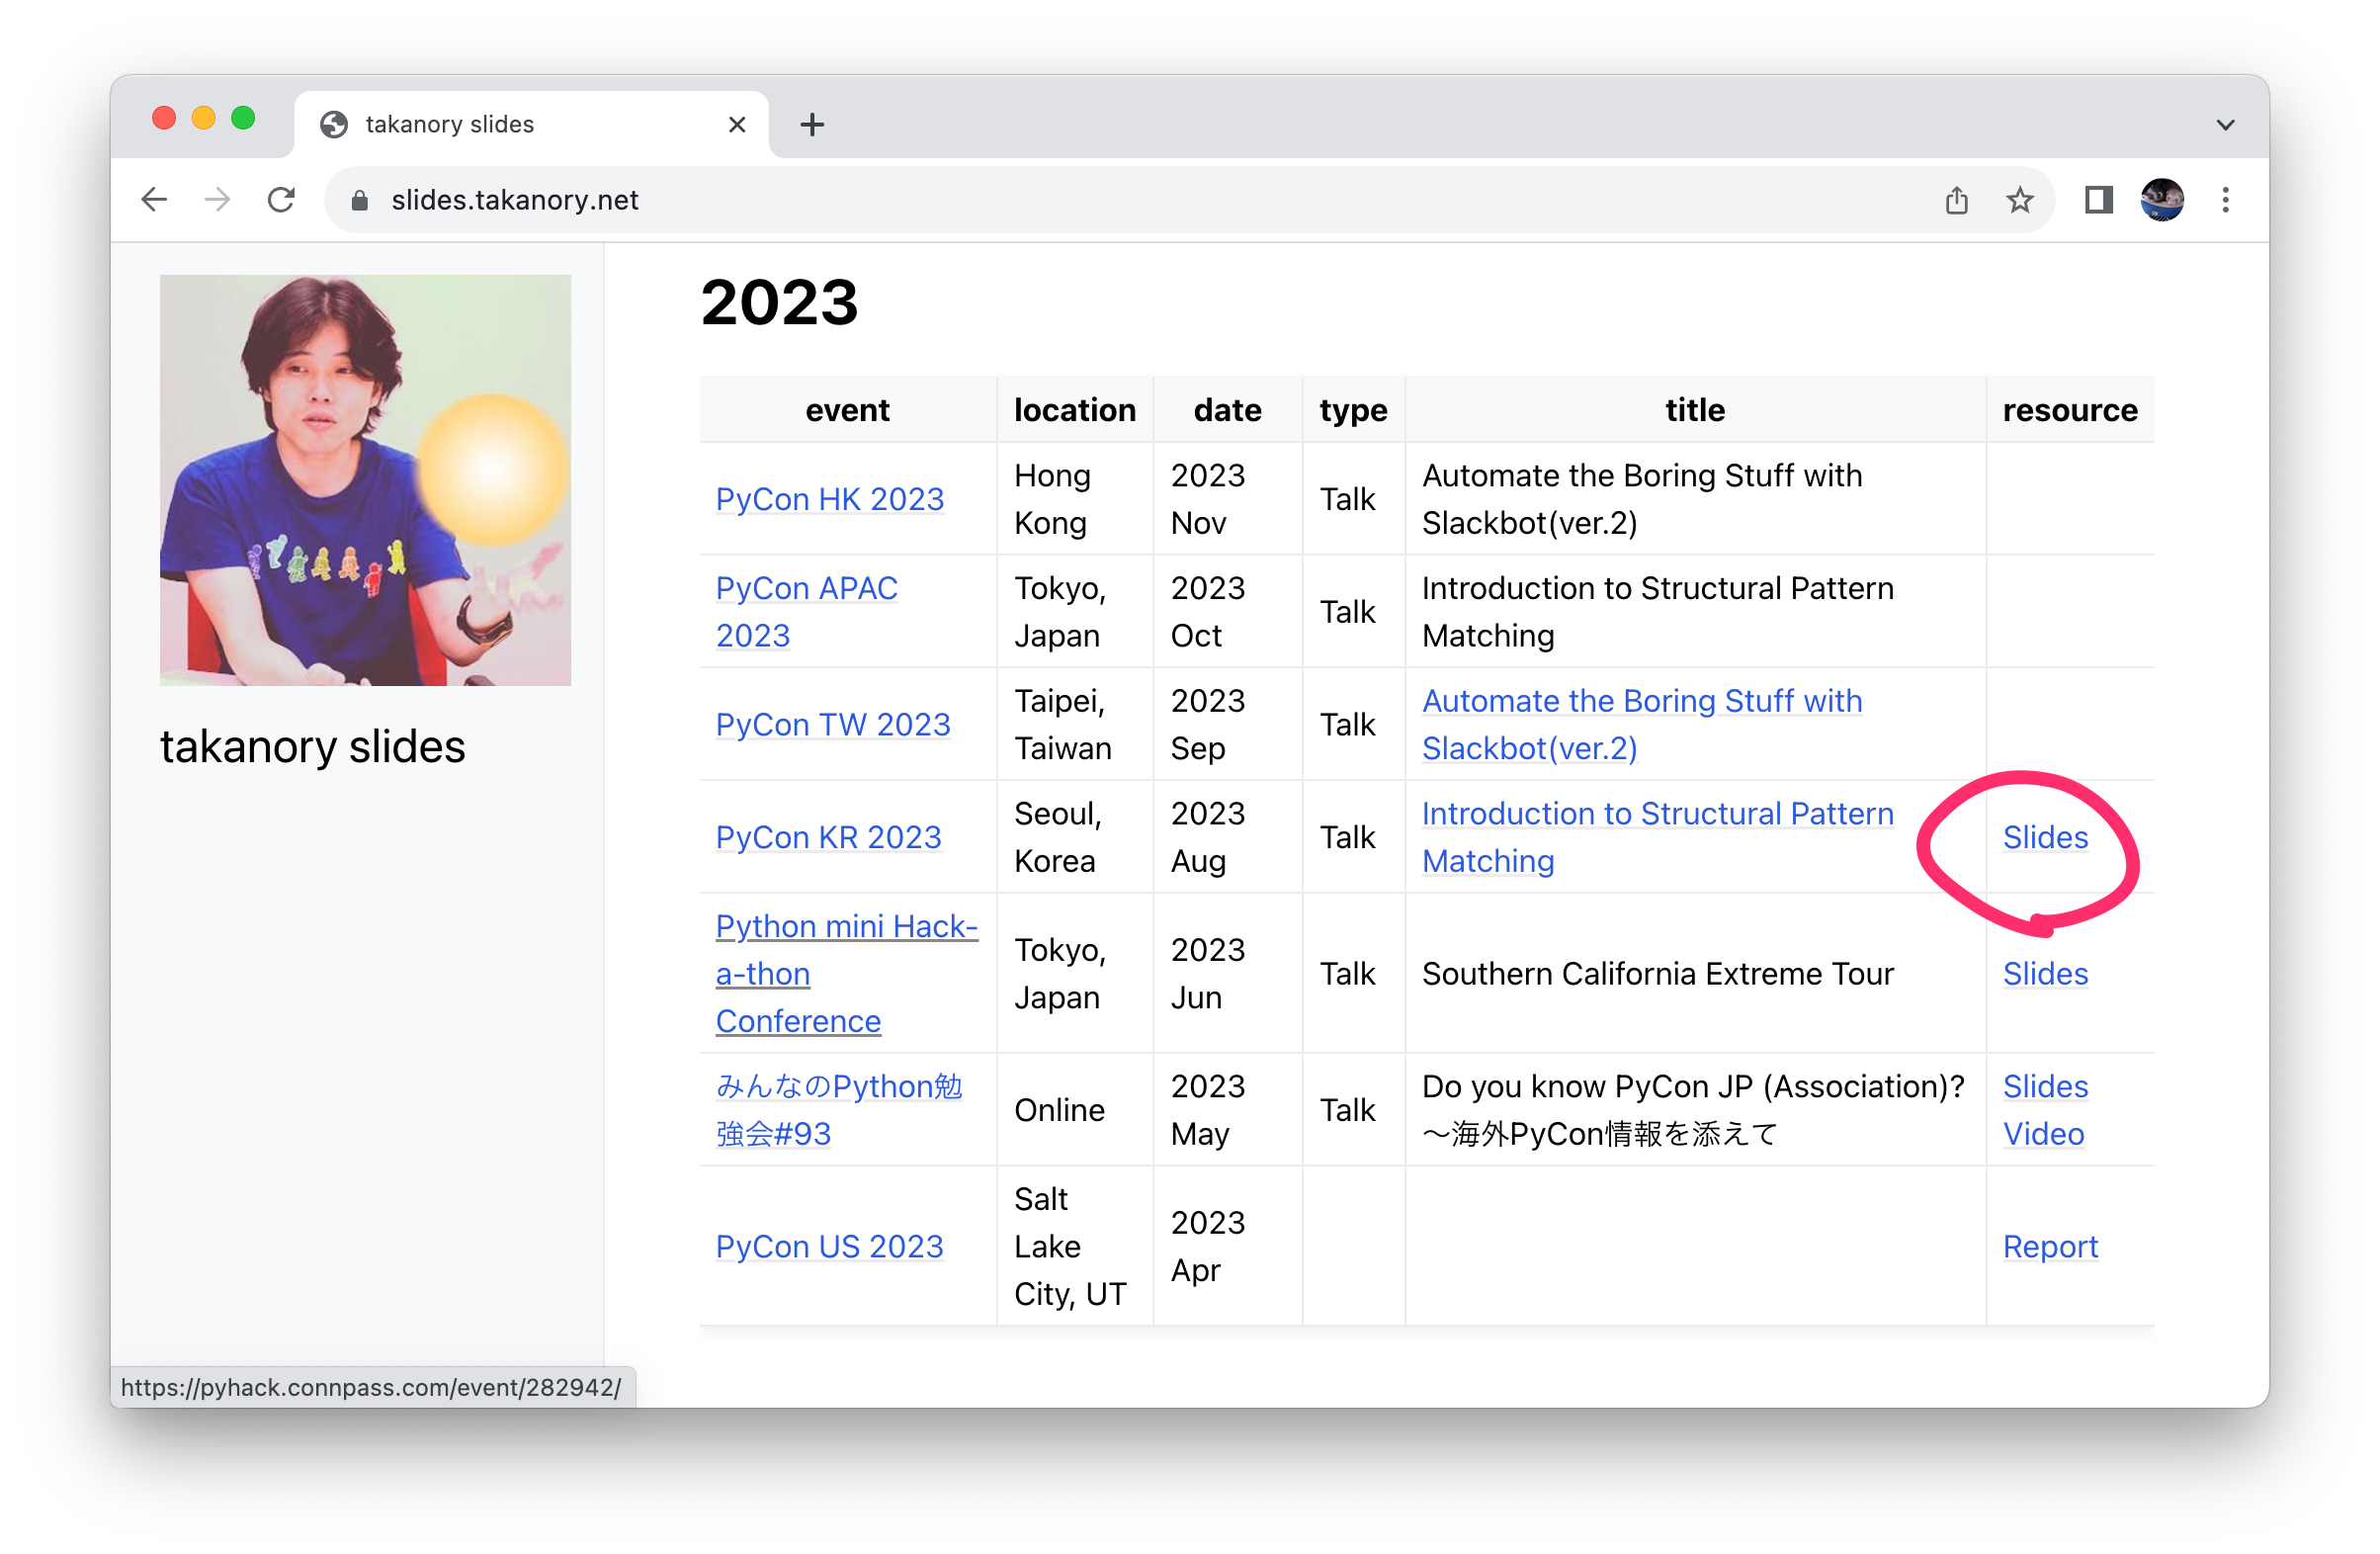 takanory slides
slides.takanory.net
takanory slides
2023
event location date type title resource
PyCon HK 2023
Hong
Kong
2023
Nov
Talk
Automate the Boring Stuff with
Slackbot(ver.2)
PyCon APAC
2023
Tokyo,
Japan
2023
Oct
Talk
Introduction to Structural Pattern
Matching
PyCon TW 2023
Taipei,
Taiwan
2023
Sep
Talk
Automate the Boring Stuff with
Slackbot(ver.2)
PyCon KR 2023
Seoul,
Korea
2023
Aug
Talk
Introduction to Structural Pattern
Matching
Slides
Python mini Hack-
a-thon
Conference
Tokyo,
Japan
2023
Jun
Talk
Southern California Extreme Tour
Slides
みんなのPython勉
強会#93
Online
2023
May
Talk
Do you know PyCon JP (Association)?
〜海外PyCon情報を添えて
Slides
Video
PyCon US 2023
Salt
Lake
City, UT
2023
Apr
Report
https://pyhack.connpass.com/event/282942/